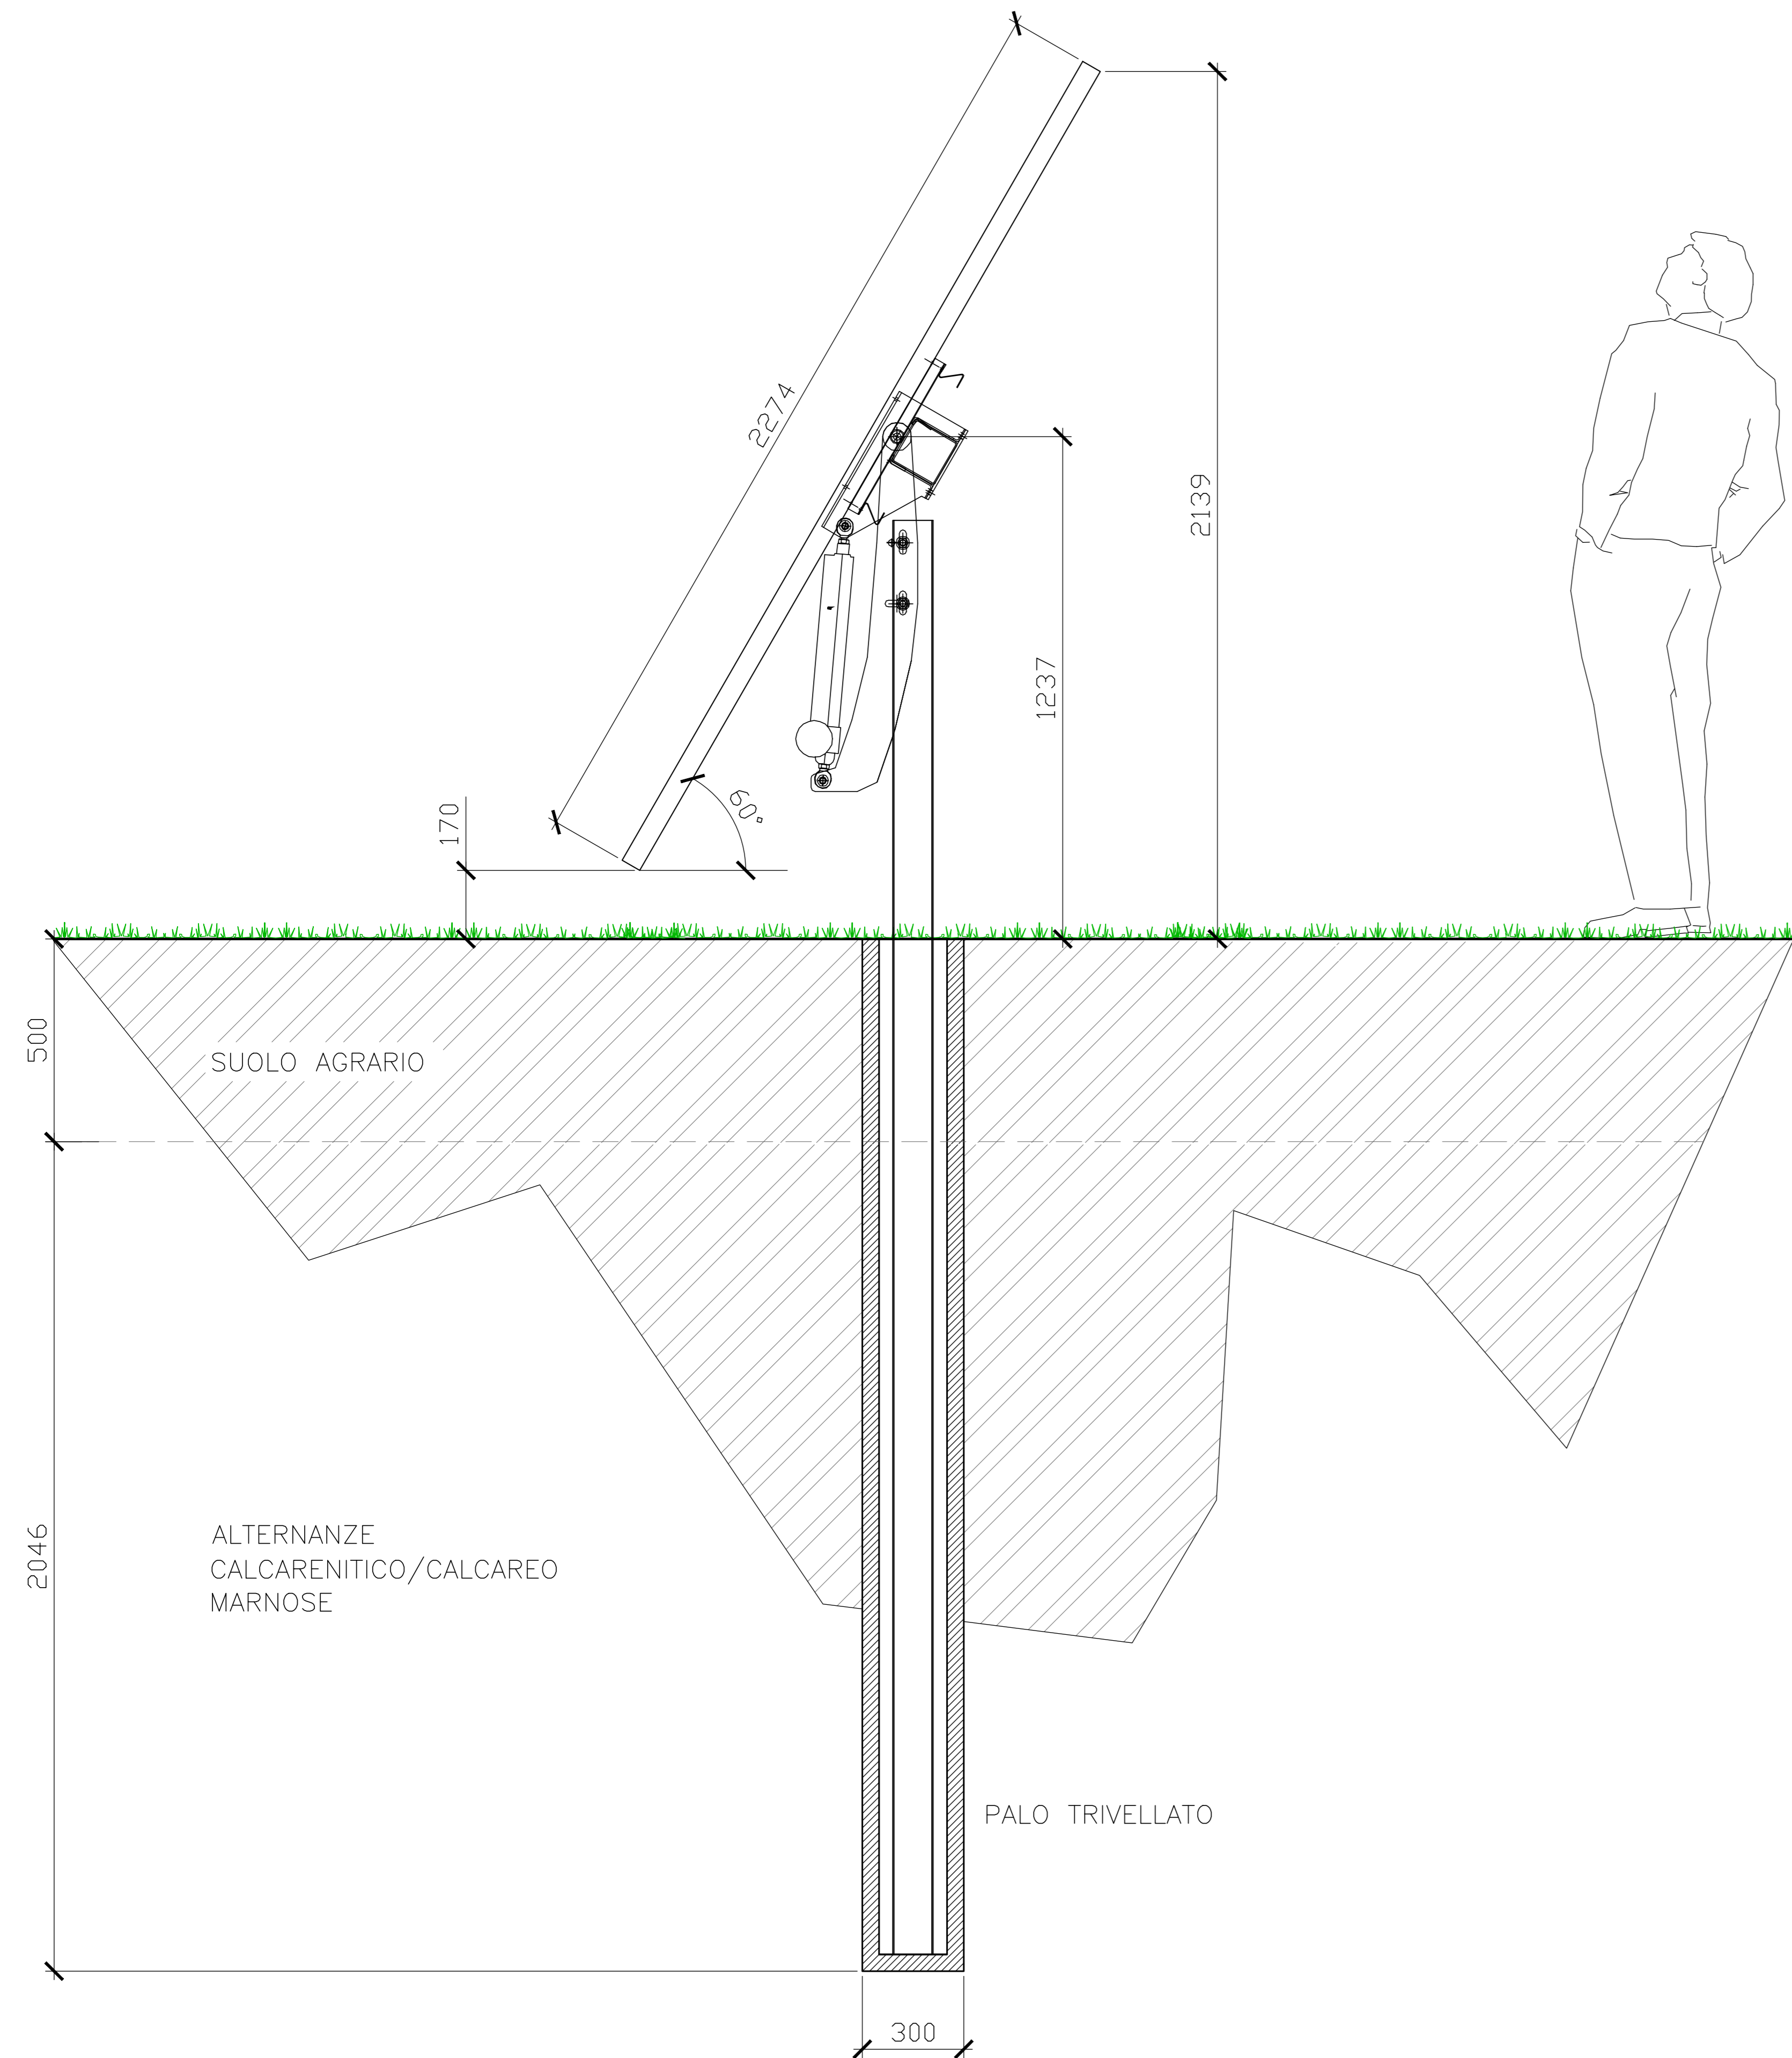 2274
2139
1237
170
60°
500
SUOLO AGRARIO
2046
ALTERNANZE
CALCARENITICO/CALCAREO
MARNOSE
PALO TRIVELLATO
300